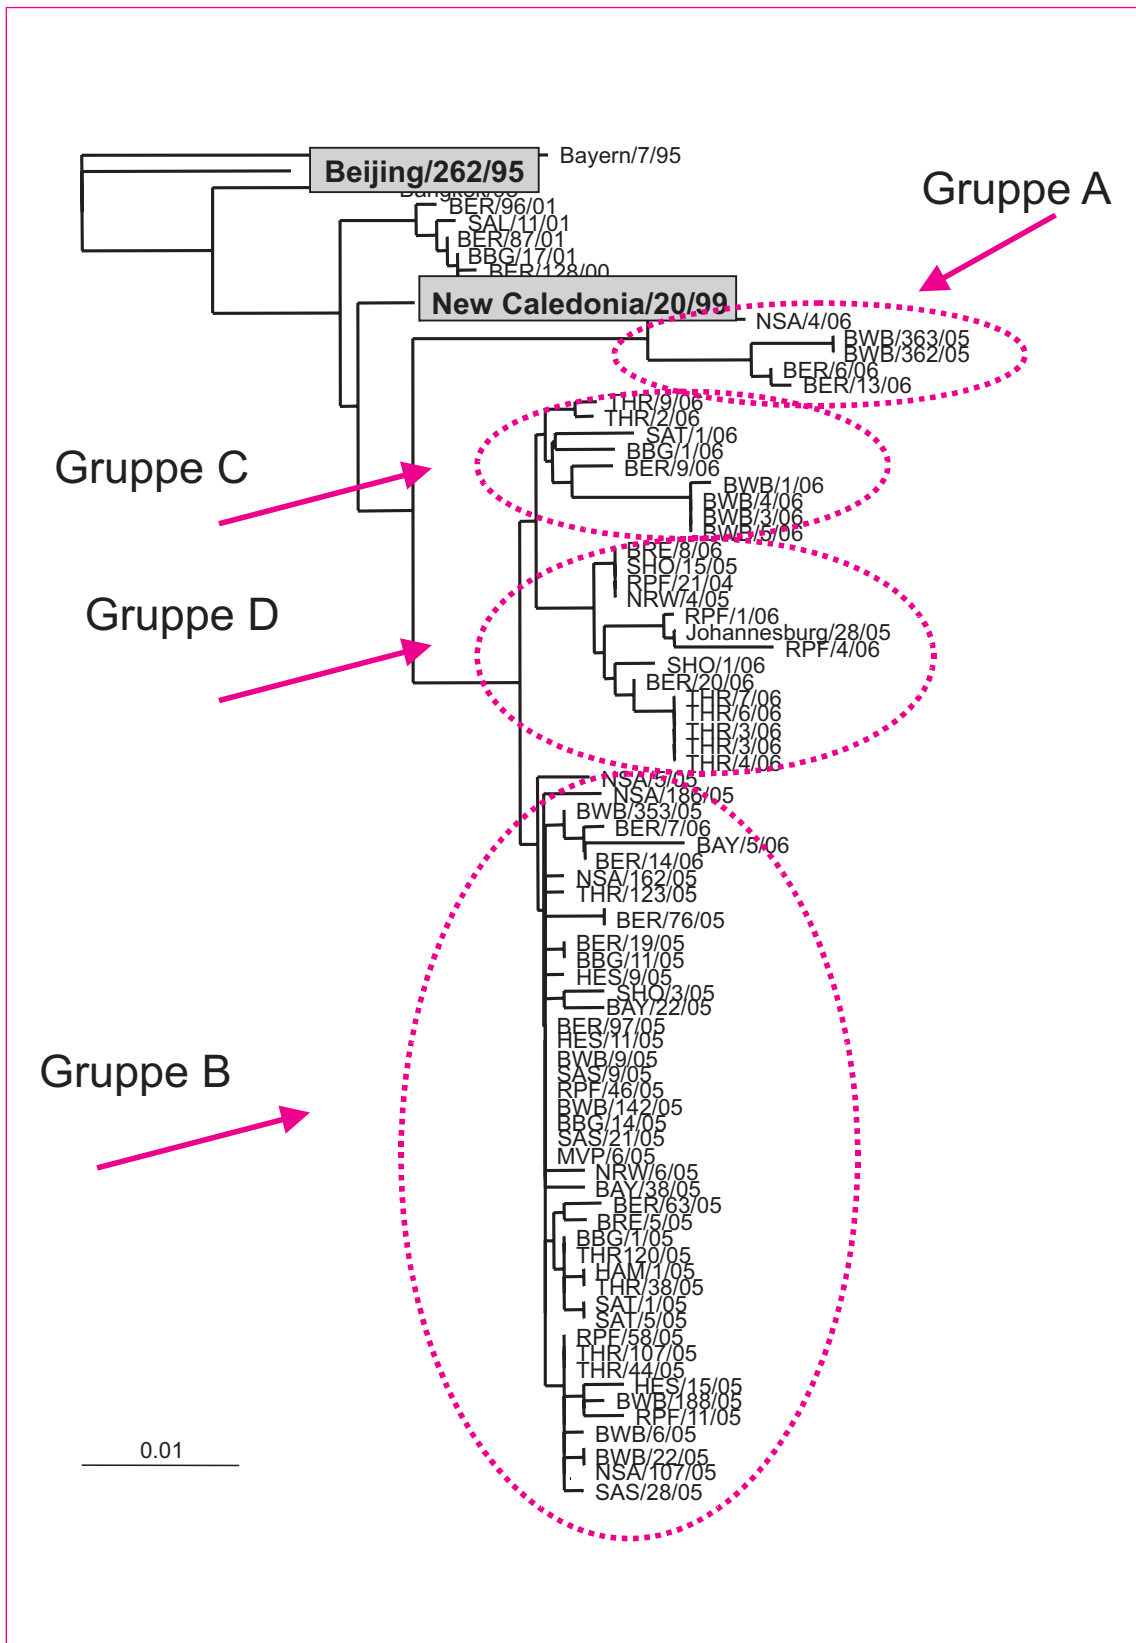 Bayern/7/95
Beijing/262/95
Gruppe A
BER/96/01
SAL/11/01
BER/87/01
BBG/17/01
BER/128/00
New Caledonia/20/99
NSA/4/06
BWB/363/05
BWB/362/05
BER/6/06
BER/13/06
THR/9/06
THR/2/06
SAT/1/06
BBG/1/06
Gruppe C
BER/9/06
BWB/1/06
BWB/4/06
BWB/3/06
BWB/5/06
BRE/8/06
SHO/15/05
RPF/21/04
NRW/4/05
Gruppe D
RPF/1/06
Johannesburg/28/05
RPF/4/06
SHO/1/06
BER/20/06
THR/7/06
THR/6/06
THR/3/06
THR/3/06
THR/4/06
NSA/5/05
NSA/186/05
BWB/353/05
BER/7/06
BAY/5/06
BER/14/06
NSA/162/05
THR/123/05
BER/76/05
BER/19/05
BBG/11/05
HES/9/05
SHO/3/05
BAY/22/05
BER/97/05
HES/11/05
BWB/9/05
Gruppe B
SAS/9/05
RPF/46/05
BWB/142/05
BBG/14/05
SAS/21/05
MVP/6/05
NRW/6/05
BAY/38/05
BER/63/05
BRE/5/05
BBG/1/05
THR120/05
HAM/1/05
THR/38/05
SAT/1/05
SAT/5/05
RPF/58/05
THR/107/05
THR/44/05
HES/15/05
BWB/188/05
RPF/11/05
BWB/6/05
0.01
BWB/22/05
NSA/107/05
SAS/28/05